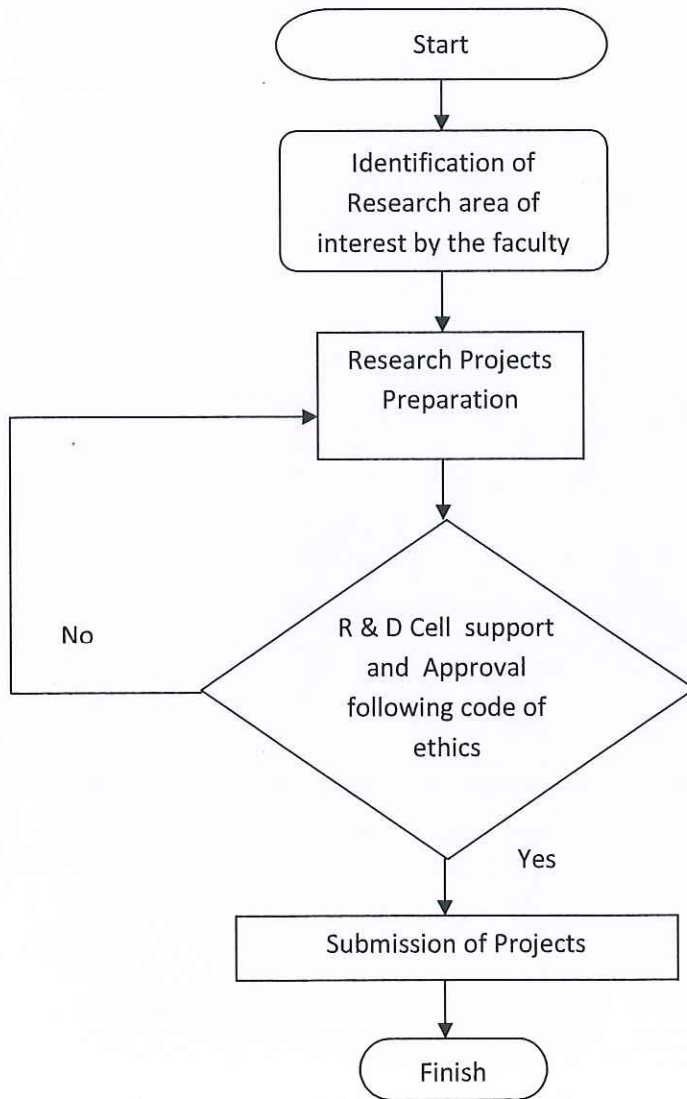 Start
Identification of
Research area of
interest by the faculty
Research Projects
Preparation
No
R & D Cell support
and Approval
following code of
ethics
Yes
Submission of Projects
Finish